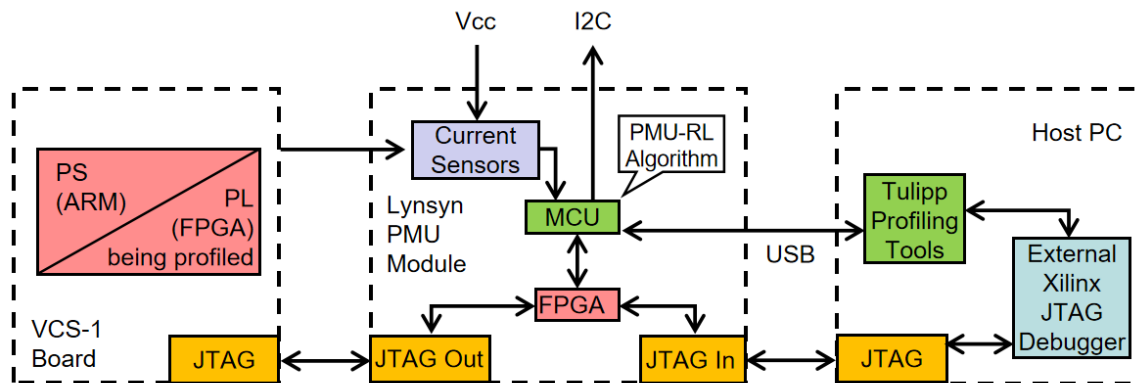 Vcc
I2C
PS
(ARM)
PL
(FPGA)
being profiled
VCS-1
Board
JTAG
Current
Sensors
PMU-RL
Algorithm
MCU
Lynsyn
PMU
Module
FPGA
JTAG Out
JTAG In
USB
Host PC
Tulipp
Profiling
Tools
External
Xilinx
JTAG
Debugger
JTAG